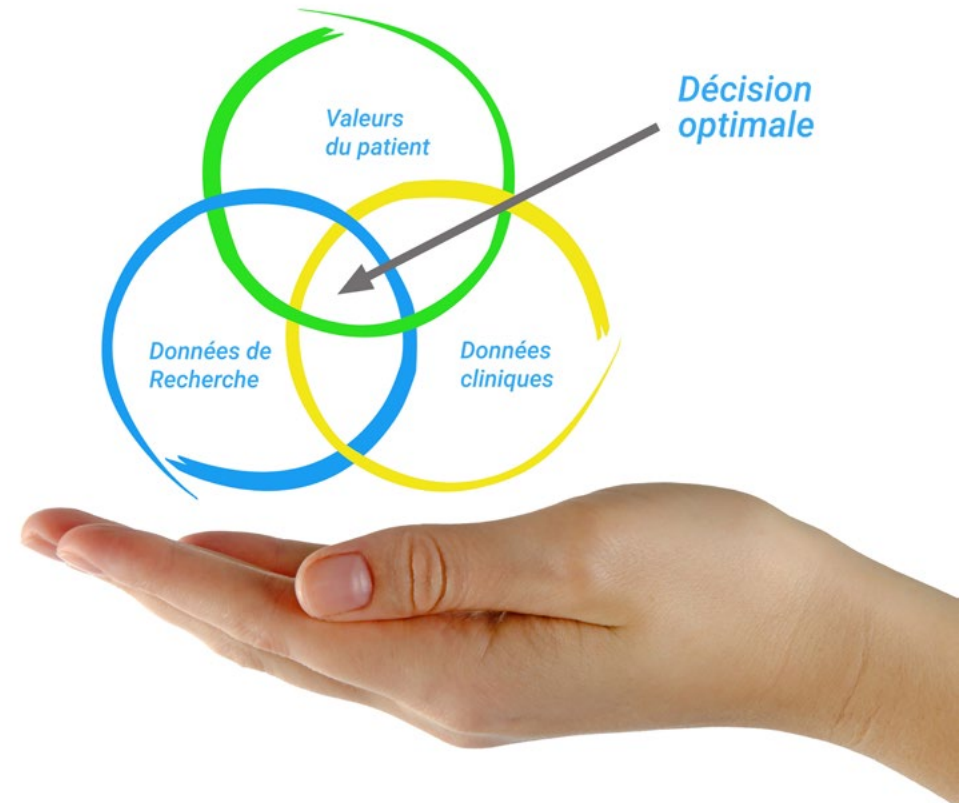 Valeurs
du patient
Décision
optimale
Données de
Recherche
Données
cliniques